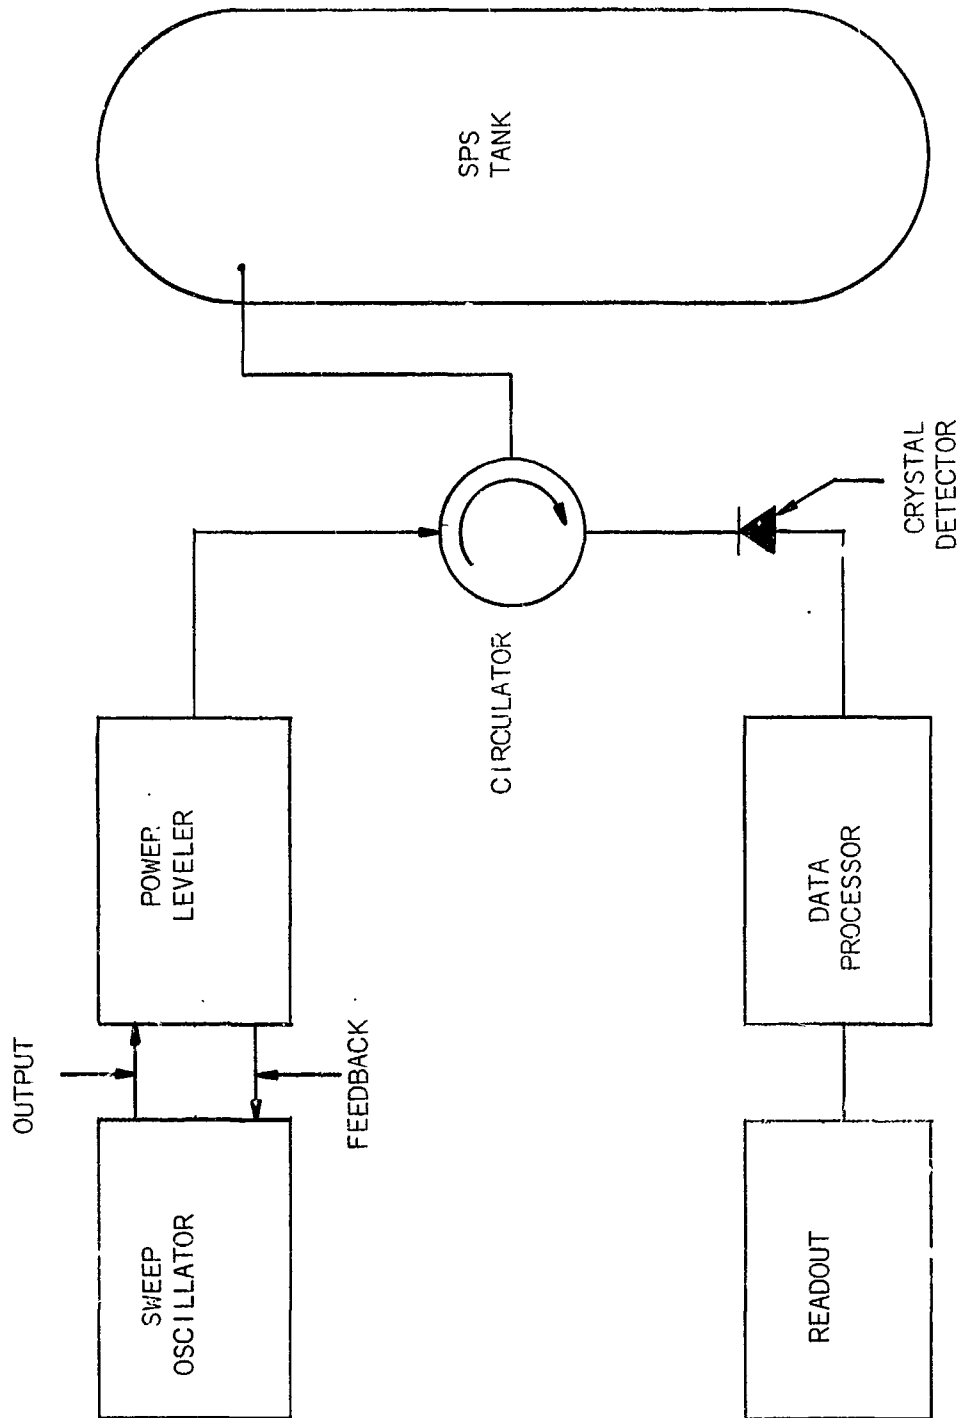 OUTPUT
SWEEP
OSCILLATOR
FEEDBACK
POWER
LEVELER
CIRCULATOR
SPS
TANK
CRYSTAL
DETECTOR
DATA
PROCESSOR
READOUT